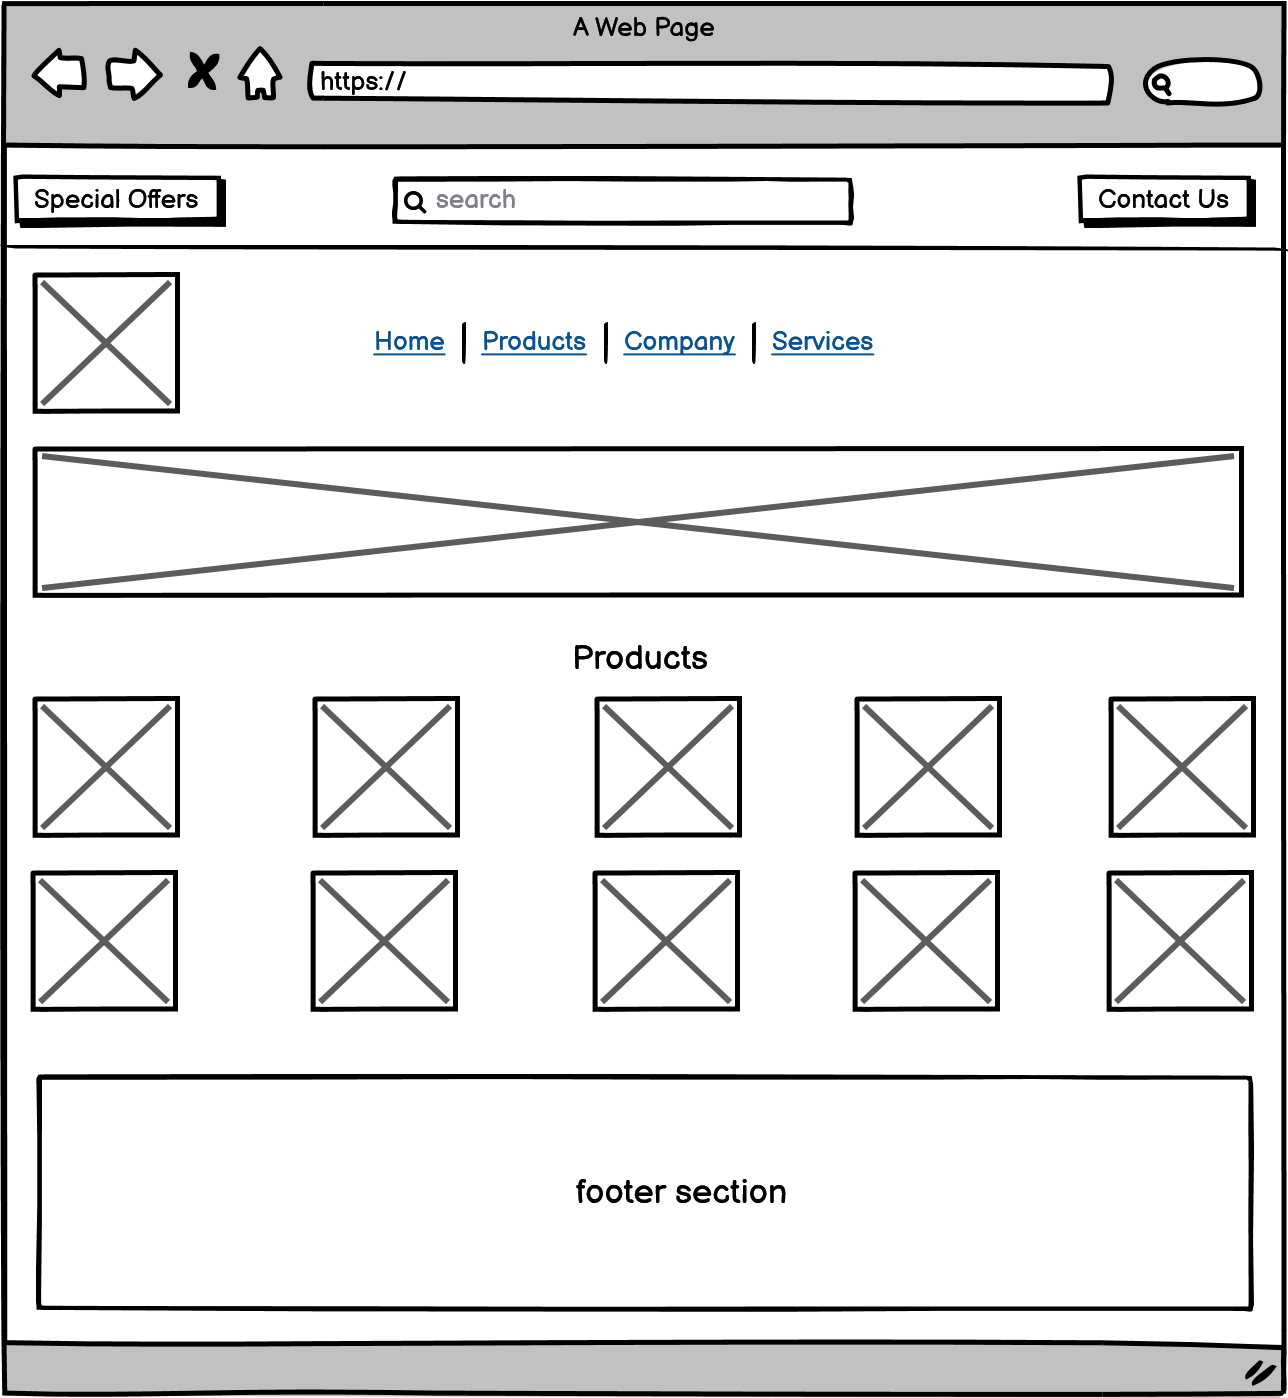 A Web Page
https://
Special Offers
search
Contact Us
Home
Products
Company
Services
Products
footer section